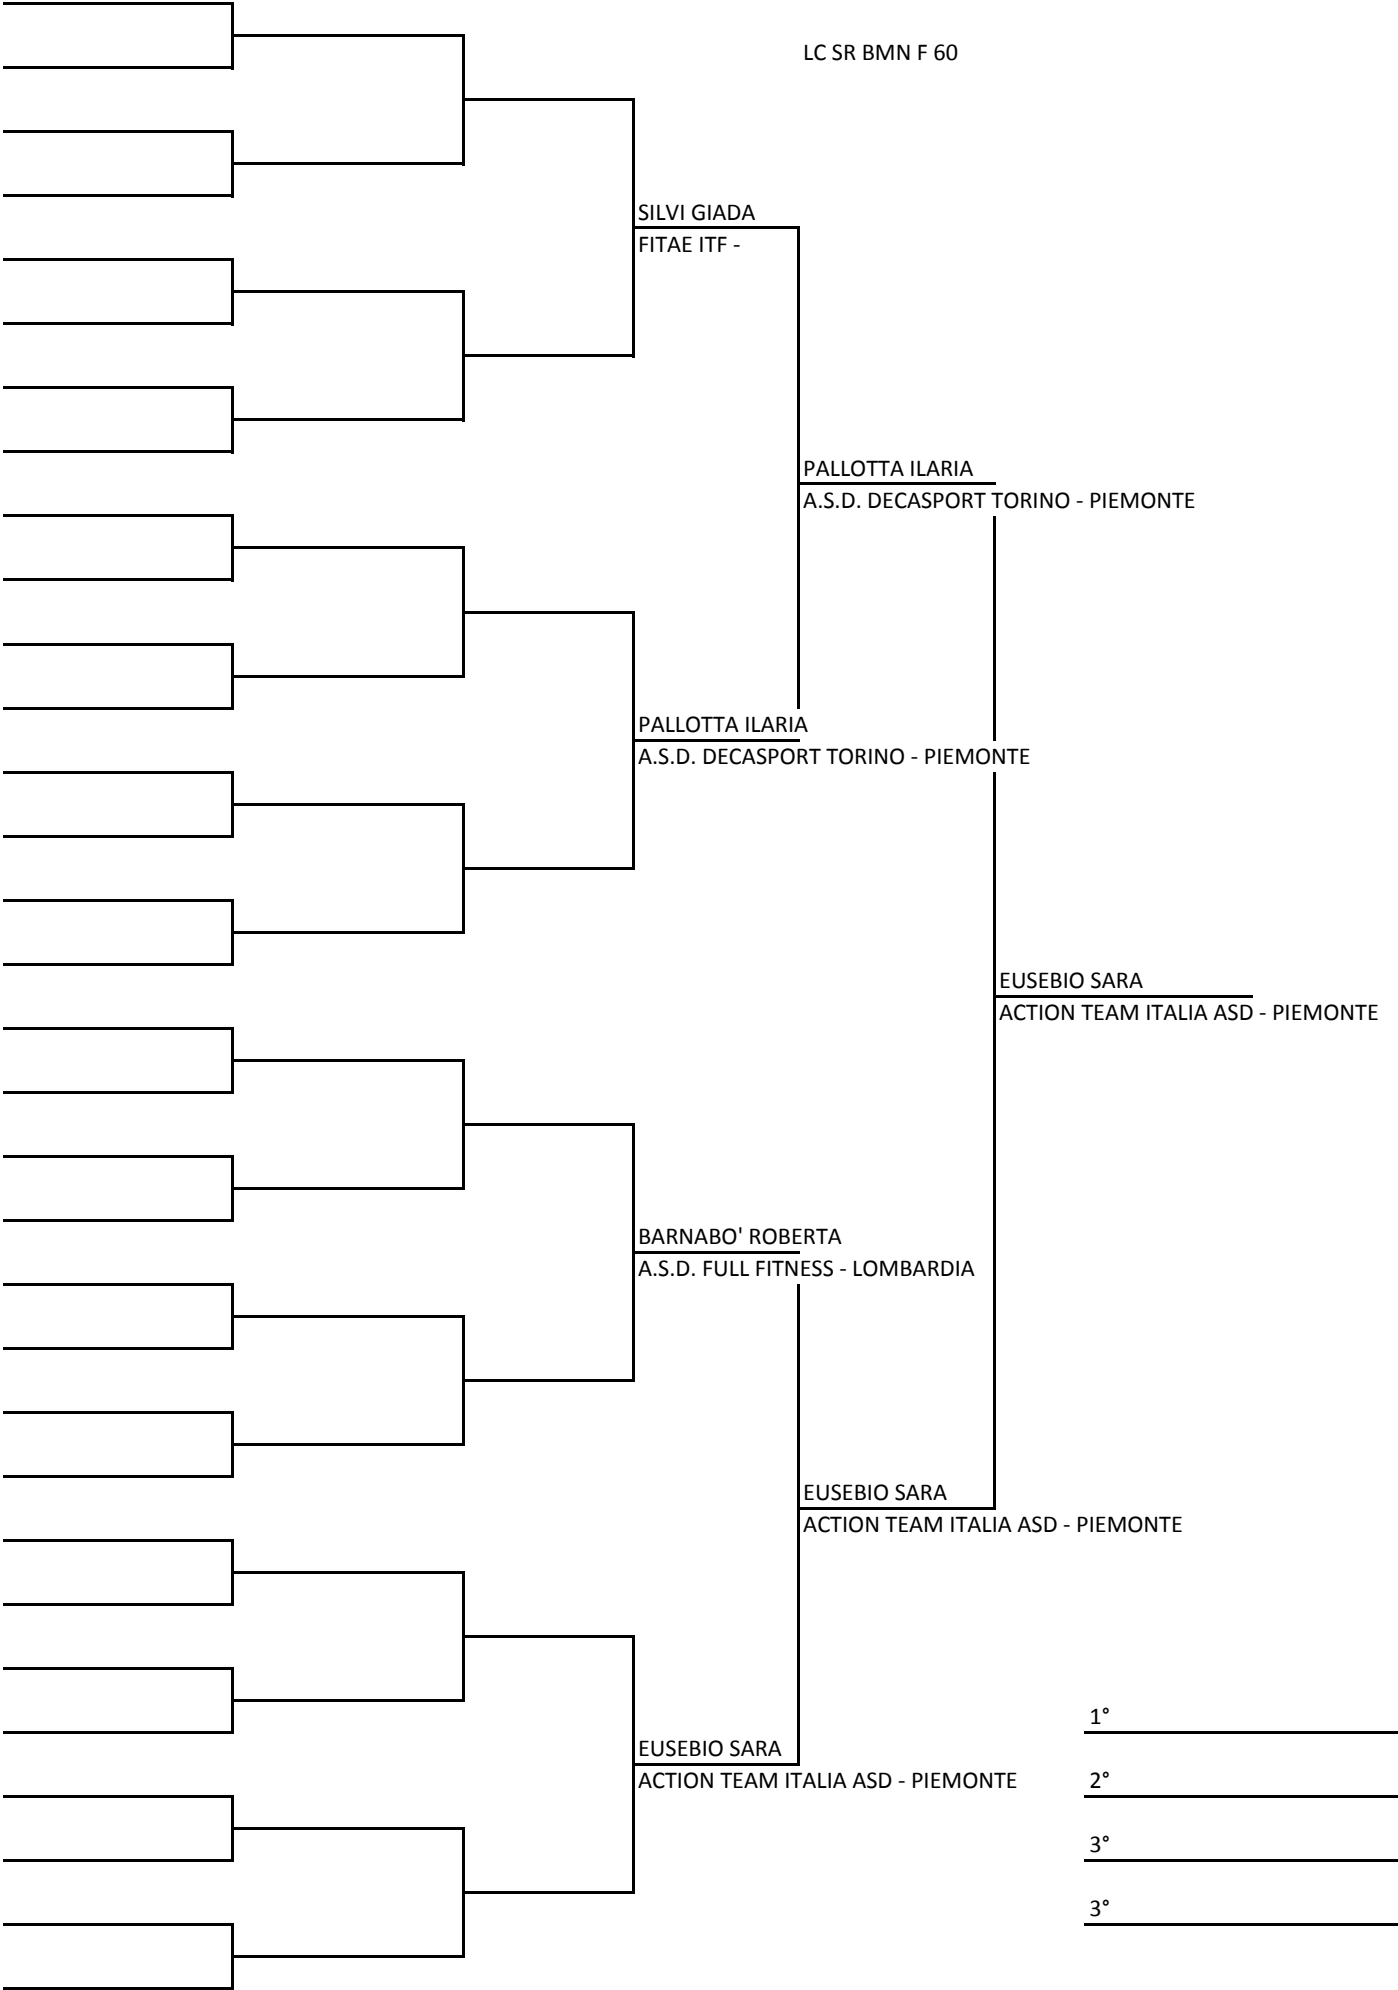 LC SR BMN F 60
SILVI GIADA
FITAE ITF -
PALLOTTA ILARIA
A.S.D. DECASPORT TORINO - PIEMONTE
PALLOTTA ILARIA
A.S.D. DECASPORT TORINO - PIEMONTE
EUSEBIO SARA
ACTION TEAM ITALIA ASD - PIEMONTE
BARNABO' ROBERTA
A.S.D. FULL FITNESS - LOMBARDIA
EUSEBIO SARA
ACTION TEAM ITALIA ASD - PIEMONTE
1°
EUSEBIO SARA
ACTION TEAM ITALIA ASD - PIEMONTE
2°
3°
3°